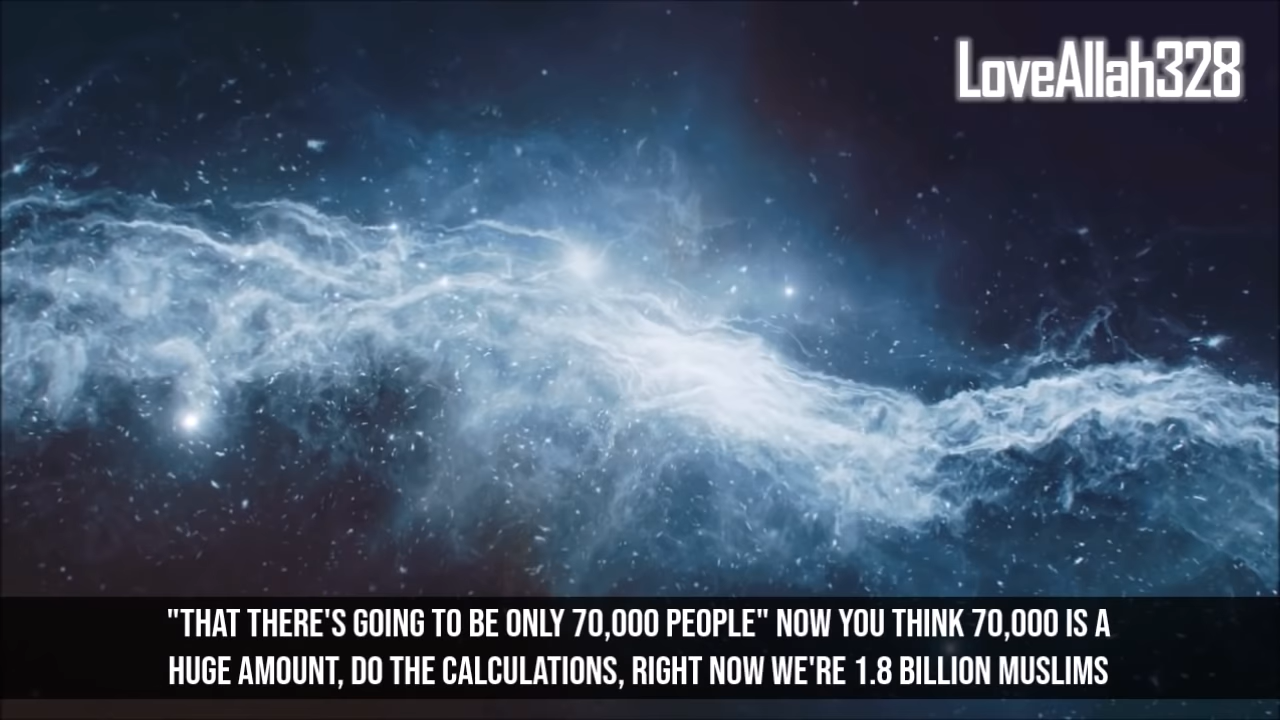 LoveAllah328
"THAT THERE'S GOING TO BE ONLY 70,000 PEOPLE" NOW YOU THINK 70,000 IS A
HUGE AMOUNT, DO THE CALCULATIONS, RIGHT NOW WE'RE 1.8 BILLION MUSLIMS